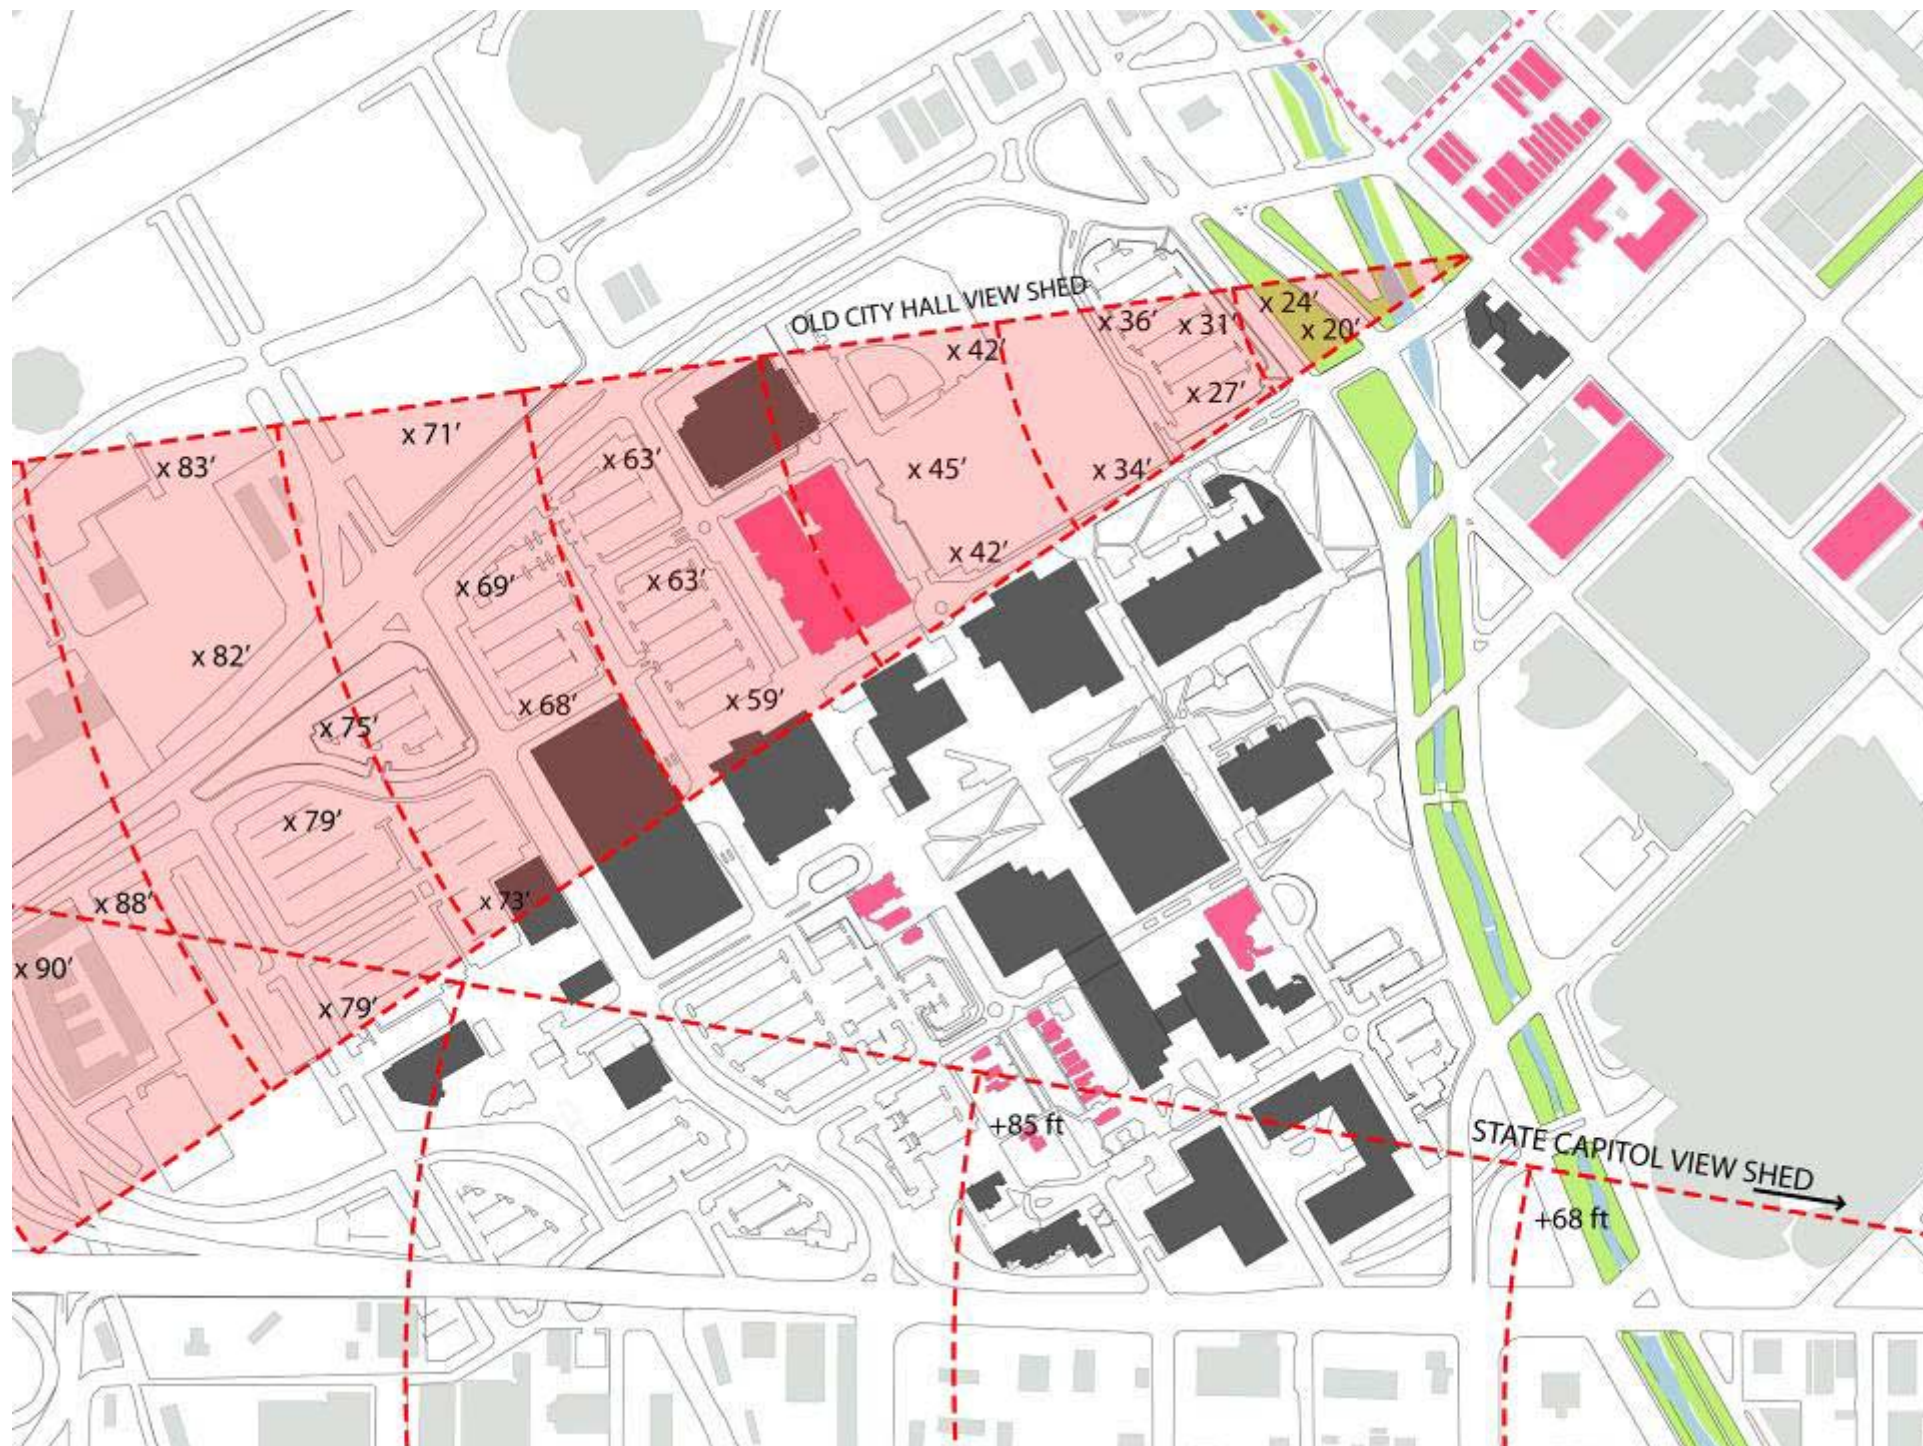 OLD CITY HALL VIEW SHED
x 24’
x 36’
x 31’
x 20’
x 42’
x 27’
x 71’
x 83’
x 63’
x 45’
x 34’
x 42’
x 69’
x 63’
x 82’
x 68’
x 59’
x 75’
x 79’
x 88’
x 73’
x 90’
x 79’
+85 ft
STATE CAPITOL VIEW SHED
+68 ft